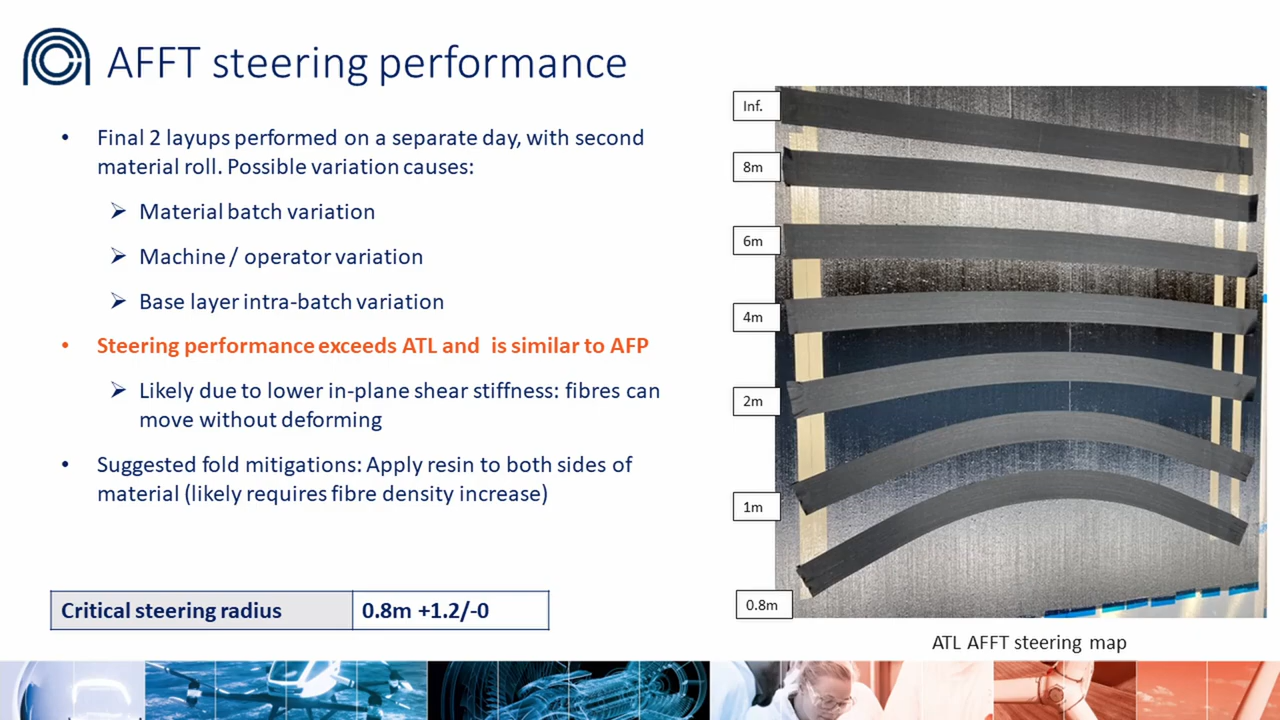 AFFT steering performance
• Final 2 layups performed on a separate day, with second
material roll. Possible variation causes:
➢ Material batch variation
➢ Machine / operator variation
➢ Base layer intra-batch variation
• Steering performance exceeds ATL and  is similar to AFP
➢ Likely due to lower in-plane shear stiffness: fibres can
move without deforming
• Suggested fold mitigations: Apply resin to both sides of
material (likely requires fibre density increase)
Critical steering radius 0.8m +1.2/-0
Inf.
8m
6m
4m
2m
1m
0.8m
ATL AFFT steering map